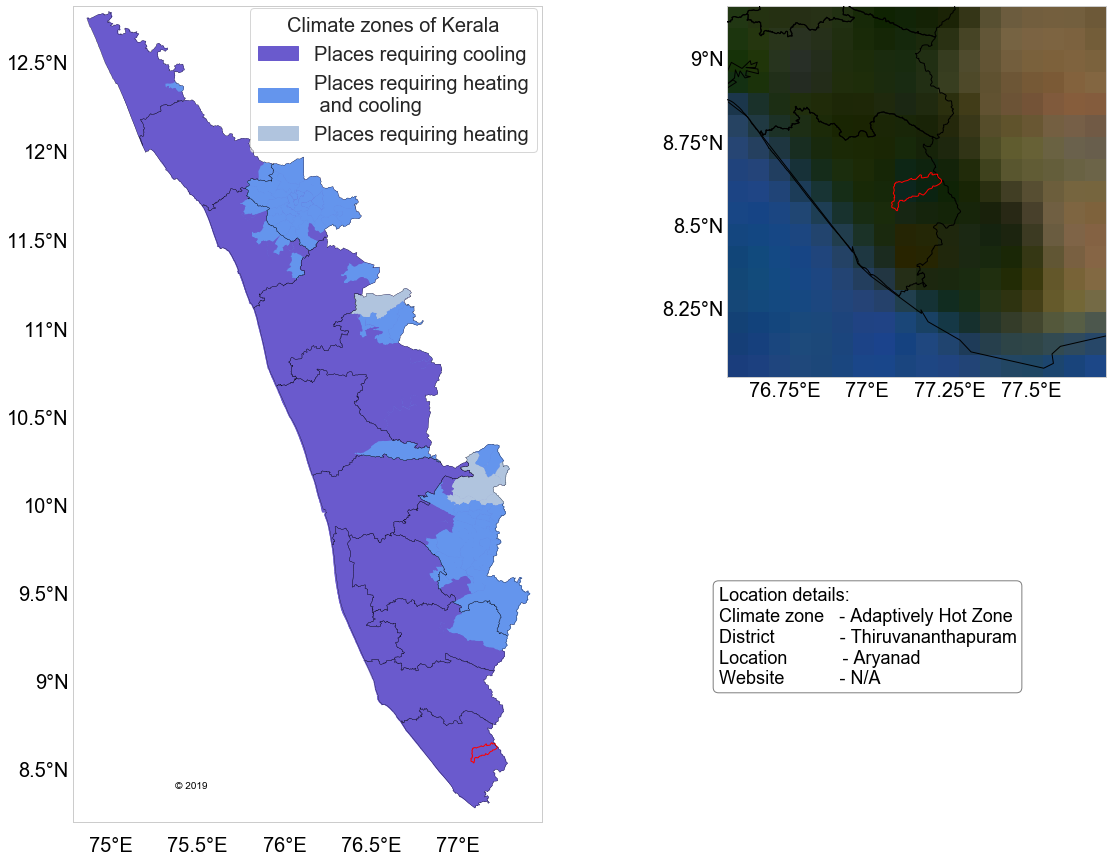 Climate zones of Kerala
Places requiring cooling
Places requiring heating
and cooling
Places requiring heating
12.5°N
12°N
11.5°N
11°N
10.5°N
10°N
9.5°N
9°N
8.5°N
75°E 75.5°E 76°E 76.5°E 77°E
© 2019
9°N
8.75°N
8.5°N
8.25°N
76.75°E 77°E 77.25°E 77.5°E
Location details:
Climate zone - Adaptively Hot Zone
District - Thiruvananthapuram
Location - Aryanad
Website - N/A